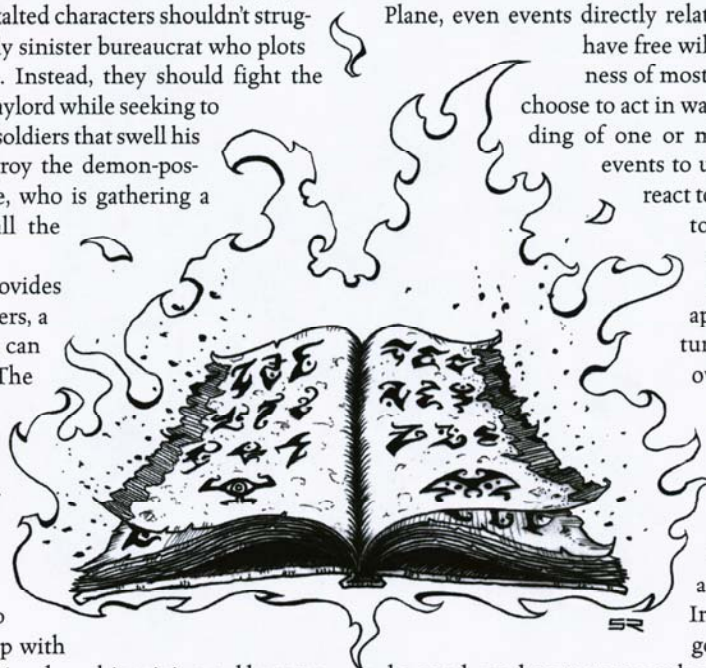 alted characters shouldn't strug-
y sinister bureaucrat who plots
. Instead, they should fight the
aylord while seeking to
soldiers that swell his
roy the demon-pos-
e, who is gathering a
ll the
ovides
ers, a
can
The
p with
Plane, even events directly relat
have free wil
ness of most
choose to act in wa
ding of one or m
events to u
react to
to
ap
tur
ov
a
In
ge
SR